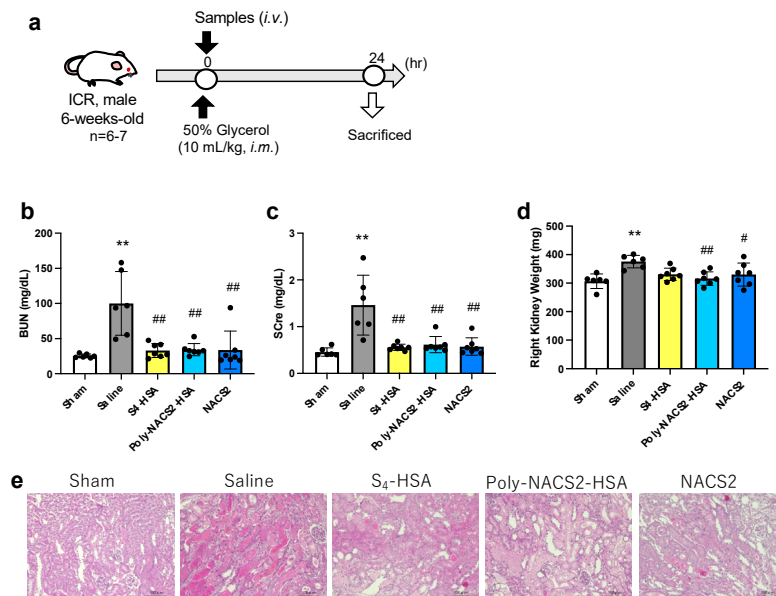 a
Samples (i.v.)
0
24
(hr)
ICR, male
6-weeks-old
n=6-7
50% Glycerol
(10 mL/kg, i.m.)
Sacrificed
b
BUN (mg/dL)
200
150
100
50
0
**
##
##
##
Sham
Saline
S4-HSA
Poly-NACS2-HSA
NACS2
c
SCre (mg/dL)
3
2
1
0
**
##
##
##
Sham
Saline
S4-HSA
Poly-NACS2-HSA
NACS2
d
Right Kidney Weight (mg)
500
400
300
200
100
0
**
##
#
Sham
Saline
S4-HSA
Poly-NACS2-HSA
NACS2
e
Sham
Saline
S₄-HSA
Poly-NACS2-HSA
NACS2